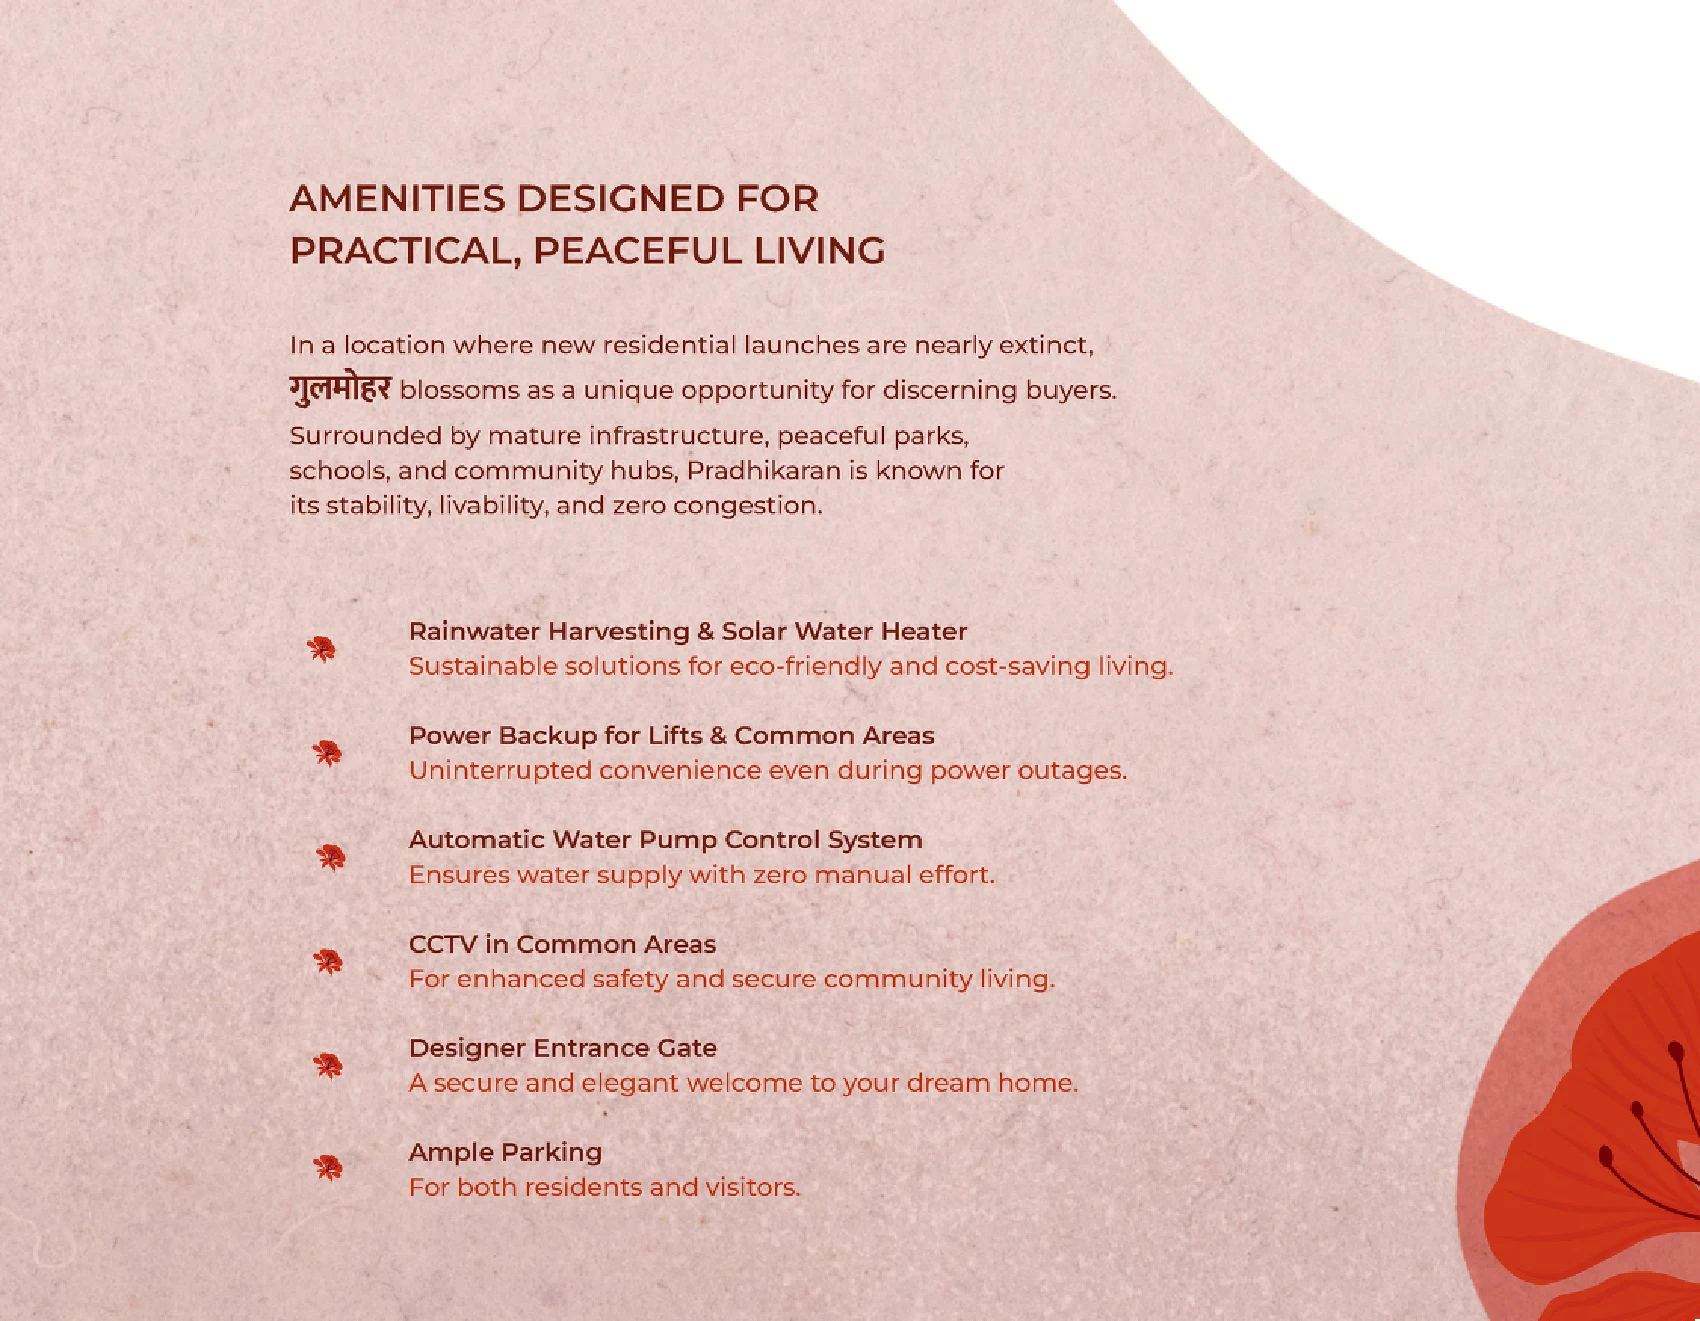 AMENITIES DESIGNED FOR
PRACTICAL, PEACEFUL LIVING
In a location where new residential launches are nearly extinct,
गुलमोहर blossoms as a unique opportunity for discerning buyers.
Surrounded by mature infrastructure, peaceful parks,
schools, and community hubs, Pradhikaran is known for
its stability, livability, and zero congestion.
Rainwater Harvesting & Solar Water Heater
Sustainable solutions for eco-friendly and cost-saving living.
Power Backup for Lifts & Common Areas
Uninterrupted convenience even during power outages.
Automatic Water Pump Control System
Ensures water supply with zero manual effort.
CCTV in Common Areas
For enhanced safety and secure community living.
Designer Entrance Gate
A secure and elegant welcome to your dream home.
Ample Parking
For both residents and visitors.